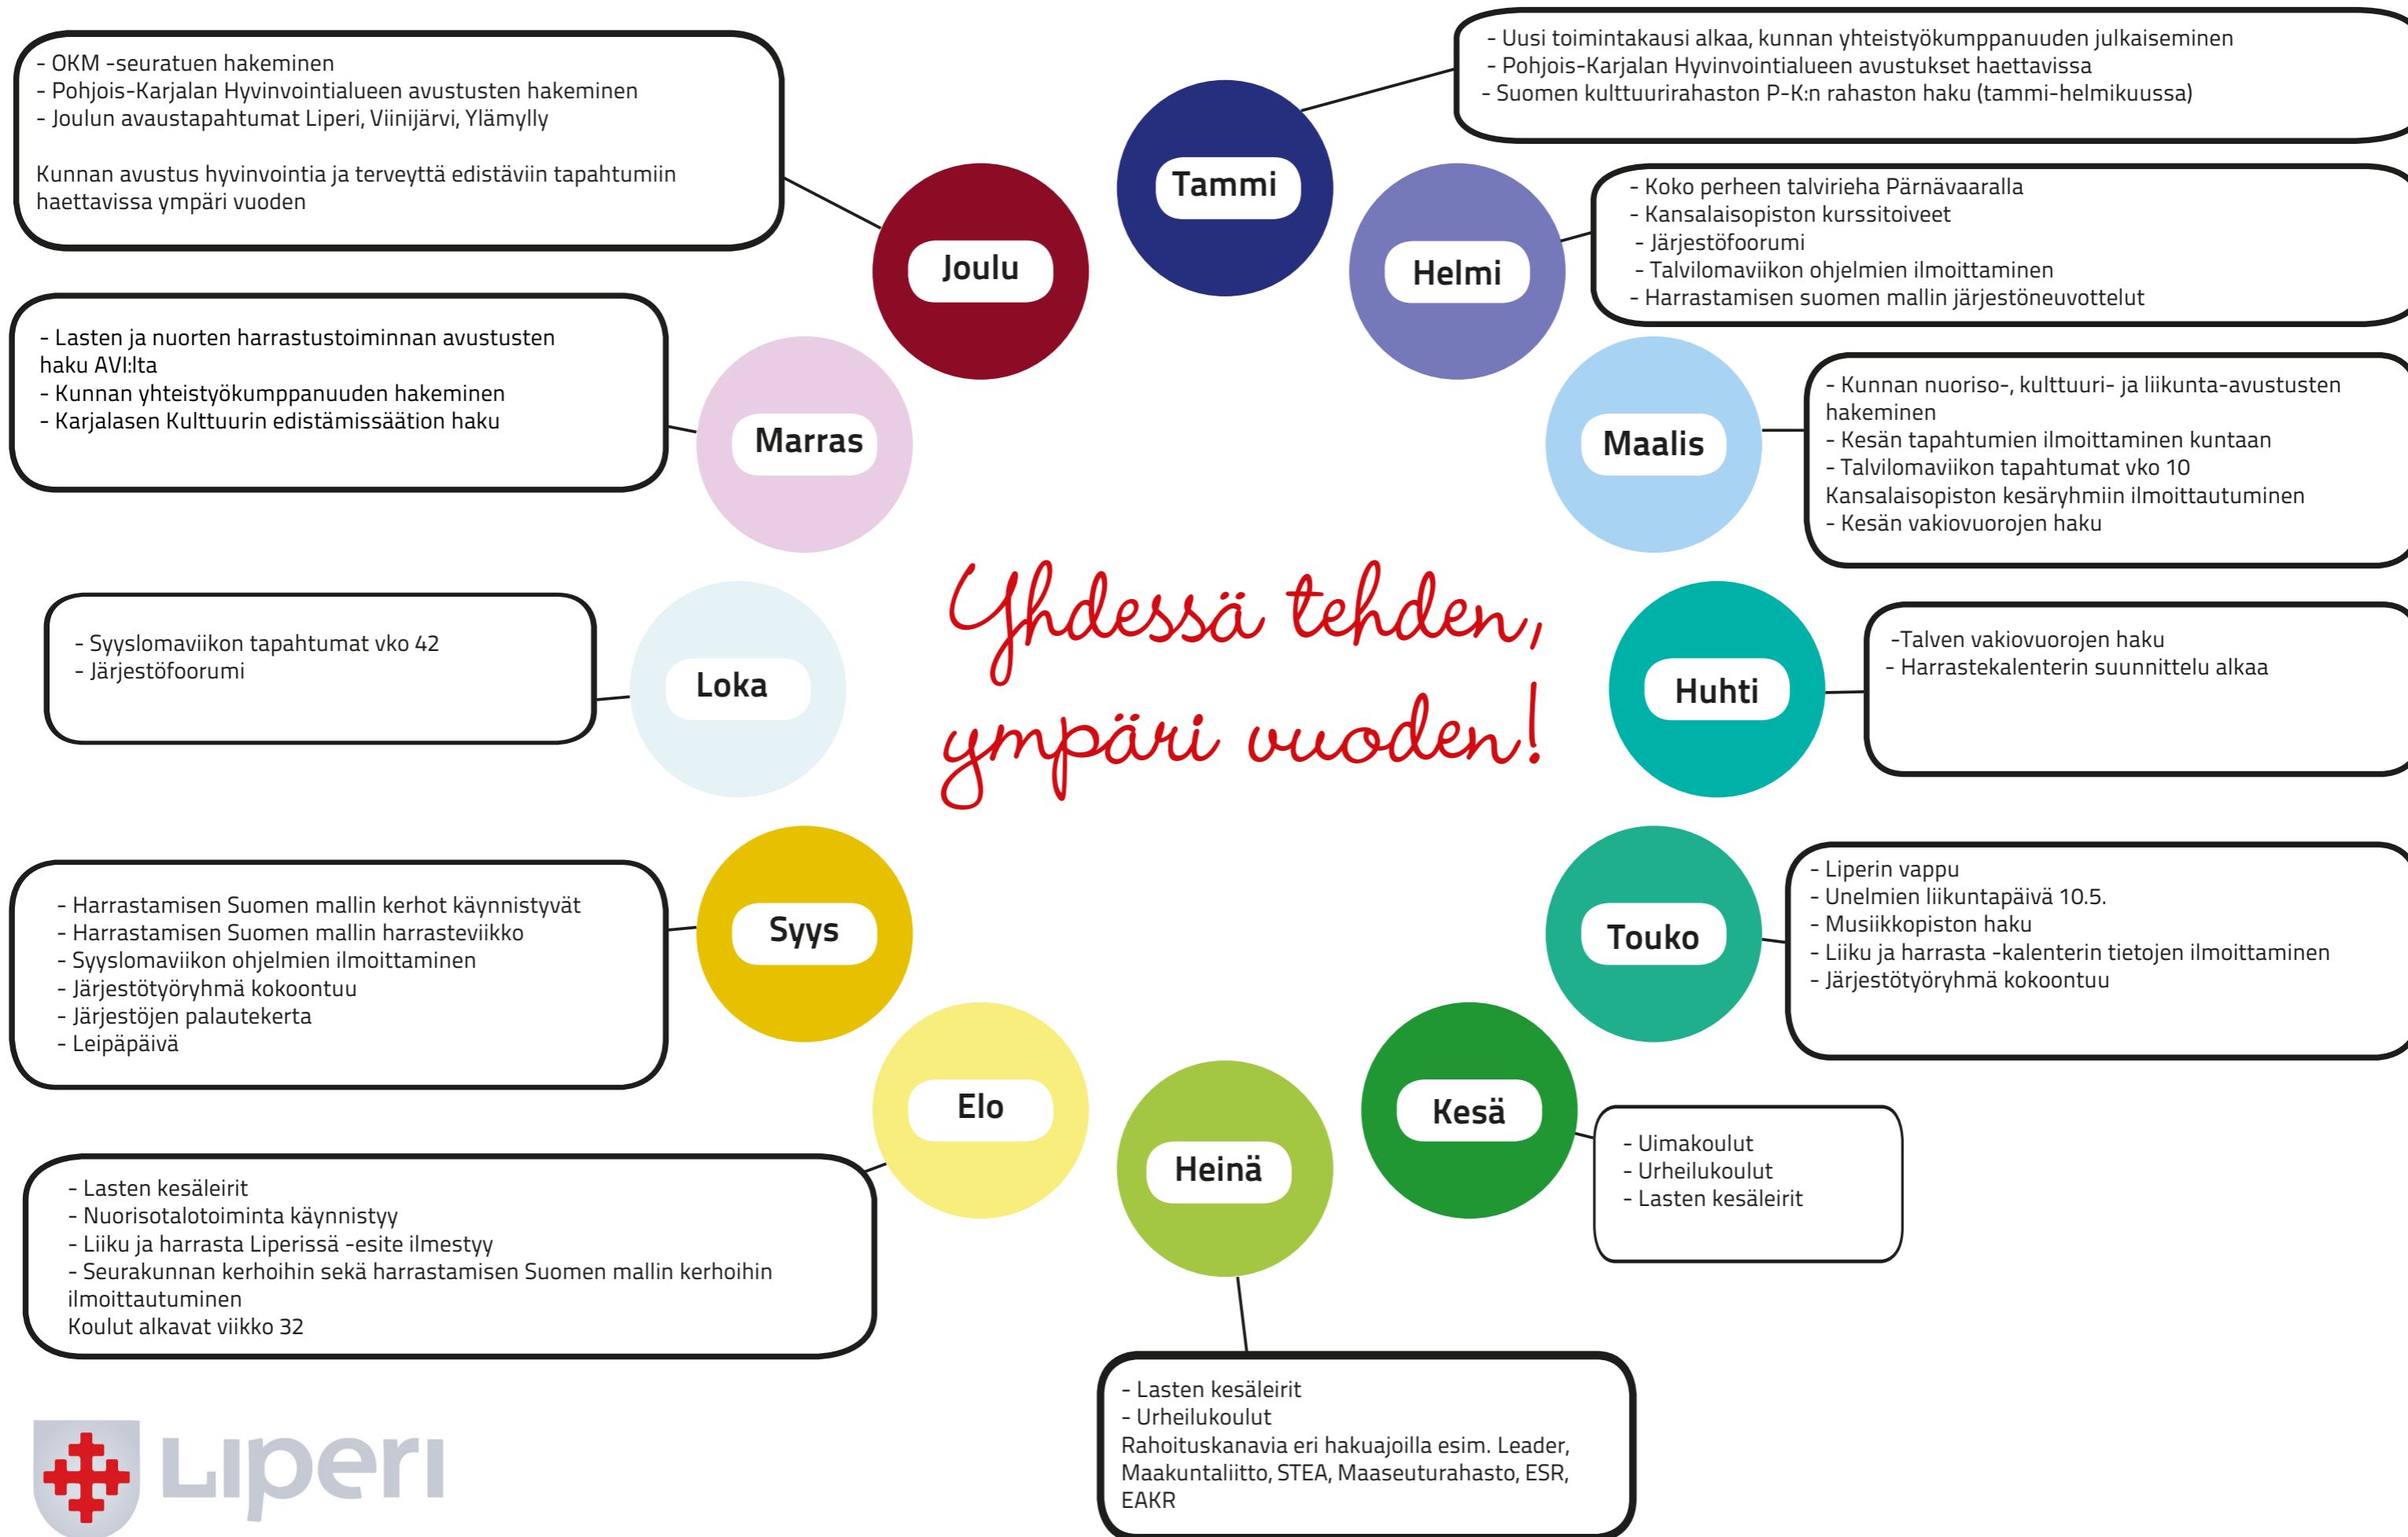 Tammi
- Uusi toimintakausi alkaa, kunnan yhteistyökumppanuuden julkaiseminen
- Pohjois-Karjalan Hyvinvointialueen avustukset haettavissa
- Suomen kulttuurirahaston P-K:n rahaston haku (tammi-helmikuussa)
Helmi
- Koko perheen talvirieha Pärnävaaralla
- Kansalaisopiston kurssitoiveet
- Järjestöfoorumi
- Talvilomaviikon ohjelmien ilmoittaminen
- Harrastamisen suomen mallin järjestöneuvottelut
Maalis
- Kunnan nuoriso-, kulttuuri- ja liikunta-avustusten
hakeminen
- Kesän tapahtumien ilmoittaminen kuntaan
- Talvilomaviikon tapahtumat vko 10
Kansalaisopiston kesäryhmiin ilmoittautuminen
- Kesän vakiovuorojen haku
Huhti
-Talven vakiovuorojen haku
- Harrastekalenterin suunnittelu alkaa
Touko
- Liperin vappu
- Unelmien liikuntapäivä 10.5.
- Musiikkopiston haku
- Liiku ja harrasta -kalenterin tietojen ilmoittaminen
- Järjestötyöryhmä kokoontuu
Kesä
- Uimakoulut
- Urheilukoulut
- Lasten kesäleirit
Heinä
- Lasten kesäleirit
- Urheilukoulut
Rahoituskanavia eri hakuajoilla esim. Leader,
Maakuntaliitto, STEA, Maaseuturahasto, ESR,
EAKR
Elo
- Lasten kesäleirit
- Nuorisotalotoiminta käynnistyy
- Liiku ja harrasta Liperissä -esite ilmestyy
- Seurakunnan kerhoihin sekä harrastamisen Suomen mallin kerhoihin
ilmoittautuminen
Koulut alkavat viikko 32
Syys
- Harrastamisen Suomen mallin kerhot käynnistyvät
- Harrastamisen Suomen mallin harrasteviikko
- Syyslomaviikon ohjelmien ilmoittaminen
- Järjestötyöryhmä kokoontuu
- Järjestöjen palautekerta
- Leipäpäivä
Loka
- Syyslomaviikon tapahtumat vko 42
- Järjestöfoorumi
Marras
- Lasten ja nuorten harrastustoiminnan avustusten
haku AVI:lta
- Kunnan yhteistyökumppanuuden hakeminen
- Karjalasen Kulttuurin edistämissäätion haku
Joulu
- OKM -seuratuen hakeminen
- Pohjois-Karjalan Hyvinvointialueen avustusten hakeminen
- Joulun avaustapahtumat Liperi, Viinijärvi, Ylämylly
Kunnan avustus hyvinvointia ja terveyttä edistäviin tapahtumiin
haettavissa ympäri vuoden
Yhdessä tehden,
ympäri vuoden!
Liperi